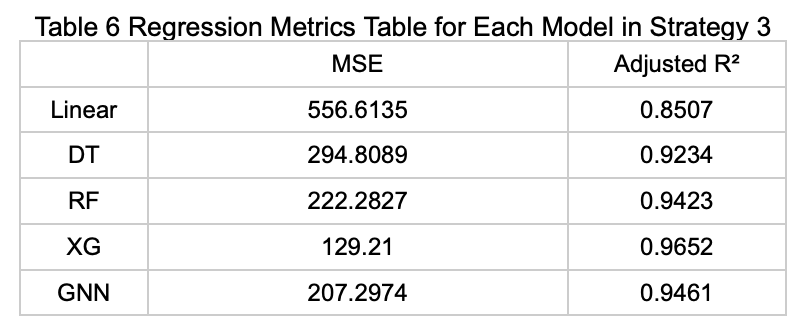 Table 6 Regression Metrics Table for Each Model in Strategy 3
MSE Adjusted R²
Linear 556.6135 0.8507
DT 294.8089 0.9234
RF 222.2827 0.9423
XG 129.21 0.9652
GNN 207.2974 0.9461